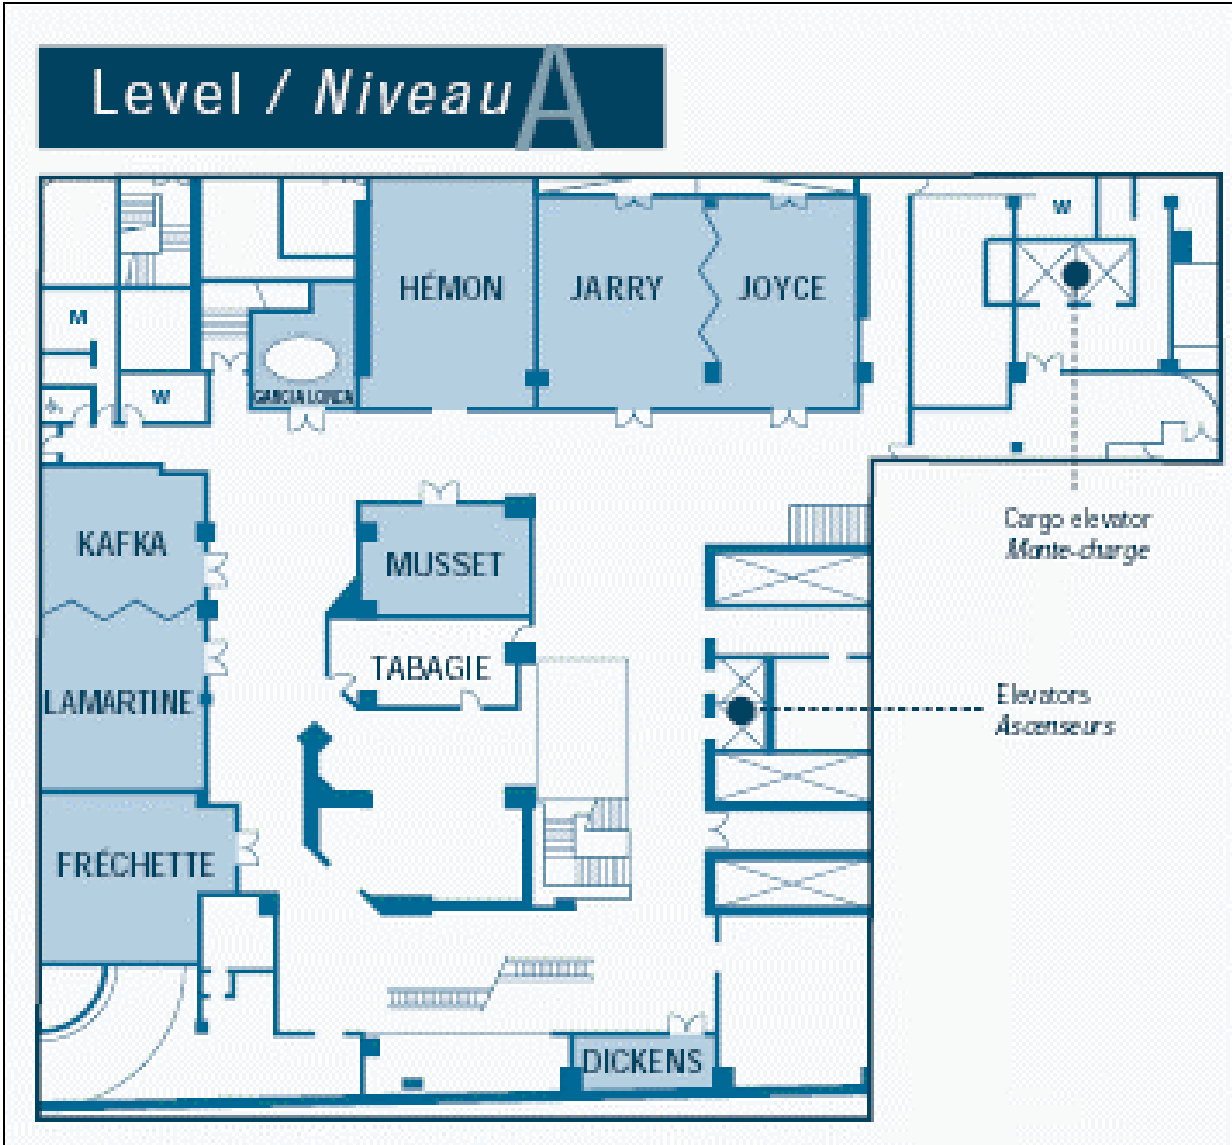 Level / Niveau A
HÉMON
JARRY
JOYCE
W
M
W
GARCIA LORCA
KAFKA
MUSSET
Cargo elevator
Monte-charge
LAMARTINE
TABAGIE
Elevators
Ascenseurs
FRÉCHETTE
DICKENS